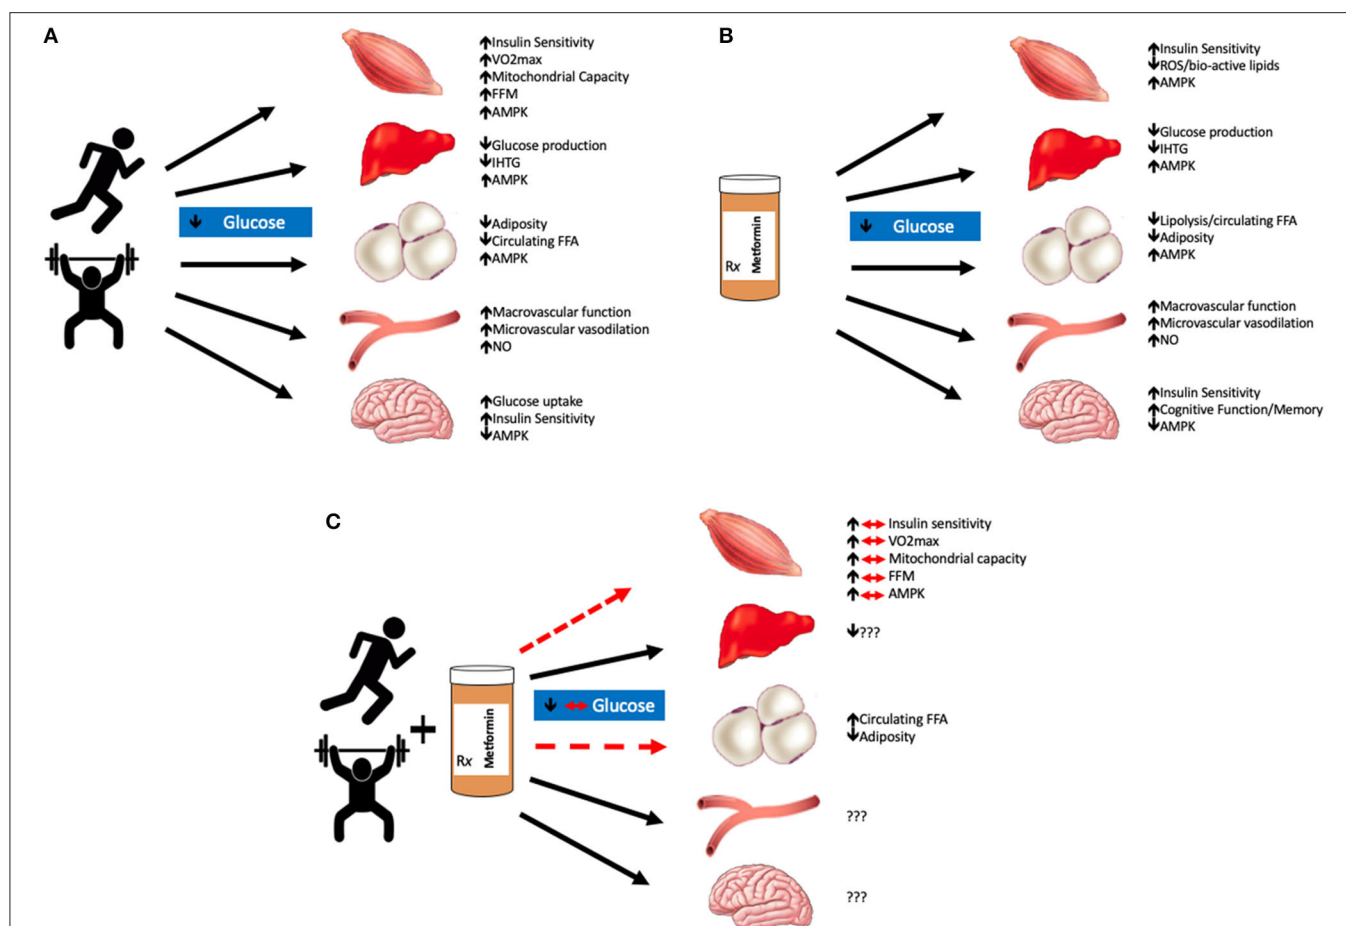 A
↑Insulin Sensitivity
↑VO2max
↑Mitochondrial Capacity
↑FFM
↑AMPK
↓Glucose production
↓IHTG
↑AMPK
↓ Glucose
↓Adiposity
↓Circulating FFA
↑AMPK
↑Macrovascular function
↑Microvascular vasodilation
↑NO
↑Glucose uptake
↑Insulin Sensitivity
↓AMPK
B
↑Insulin Sensitivity
↓ROS/bio-active lipids
↑AMPK
↓Glucose production
↓IHTG
↑AMPK
Rx
Metformin
↓ Glucose
↓Lipolysis/circulating FFA
↓Adiposity
↑AMPK
↑Macrovascular function
↑Microvascular vasodilation
↑NO
↑Insulin Sensitivity
↑Cognitive Function/Memory
↓AMPK
C
↑↔Insulin sensitivity
↑↔VO2max
↑↔Mitochondrial capacity
↑↔FFM
↑↔AMPK
↓???
+
Rx
Metformin
↓ ↔ Glucose
↑Circulating FFA
↓Adiposity
???
???